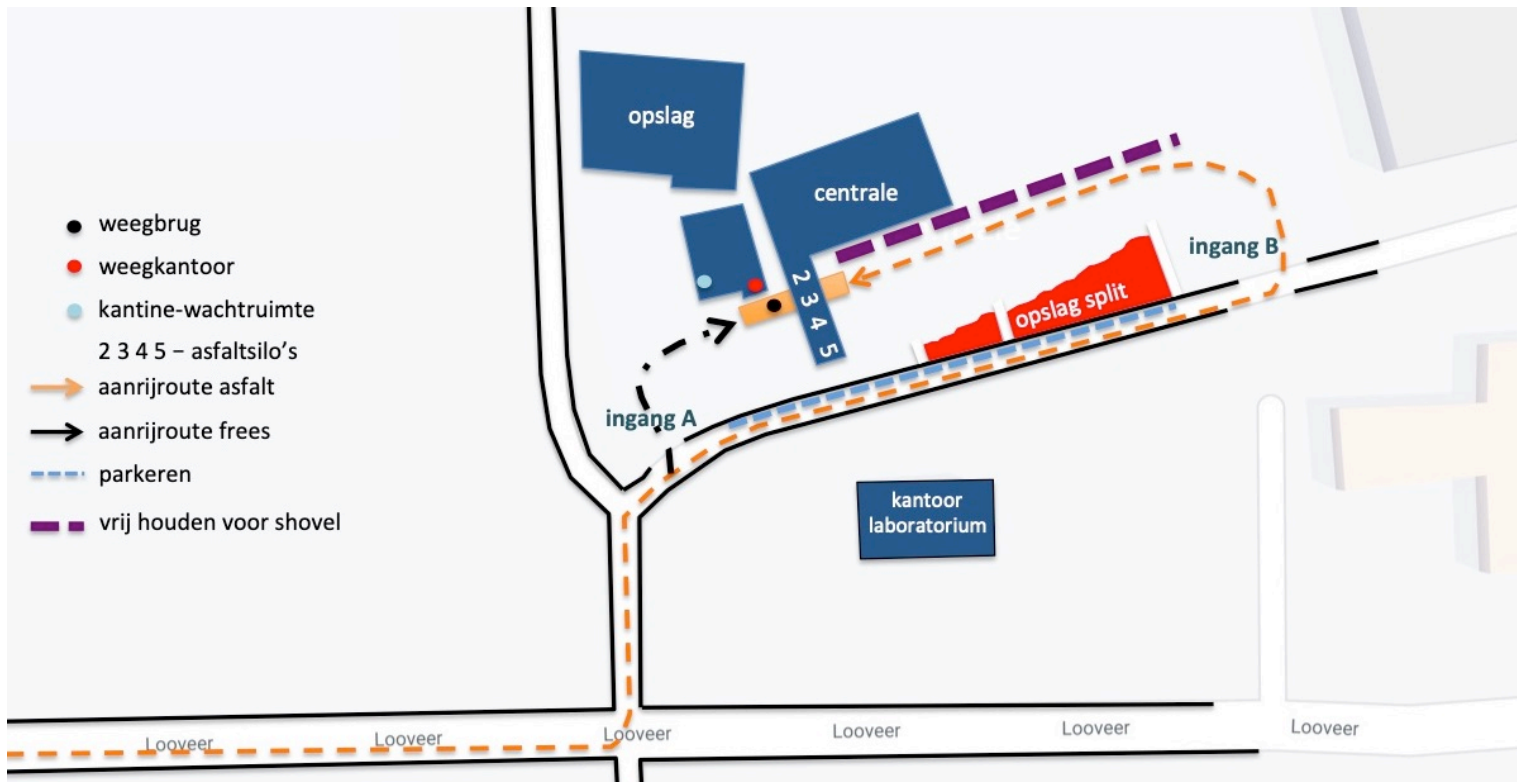 opslag
centrale
weegbrug
weegkantoor
kantine-wachtruimte
2 3 4 5 – asfaltsilo’s
aanrijroute asfalt
aanrijroute frees
parkeren
vrij houden voor shovel
2 3 4 5
ingang B
opslag split
ingang A
kantoor
laboratorium
Looveer
Looveer
Looveer
Looveer
Looveer
Looveer